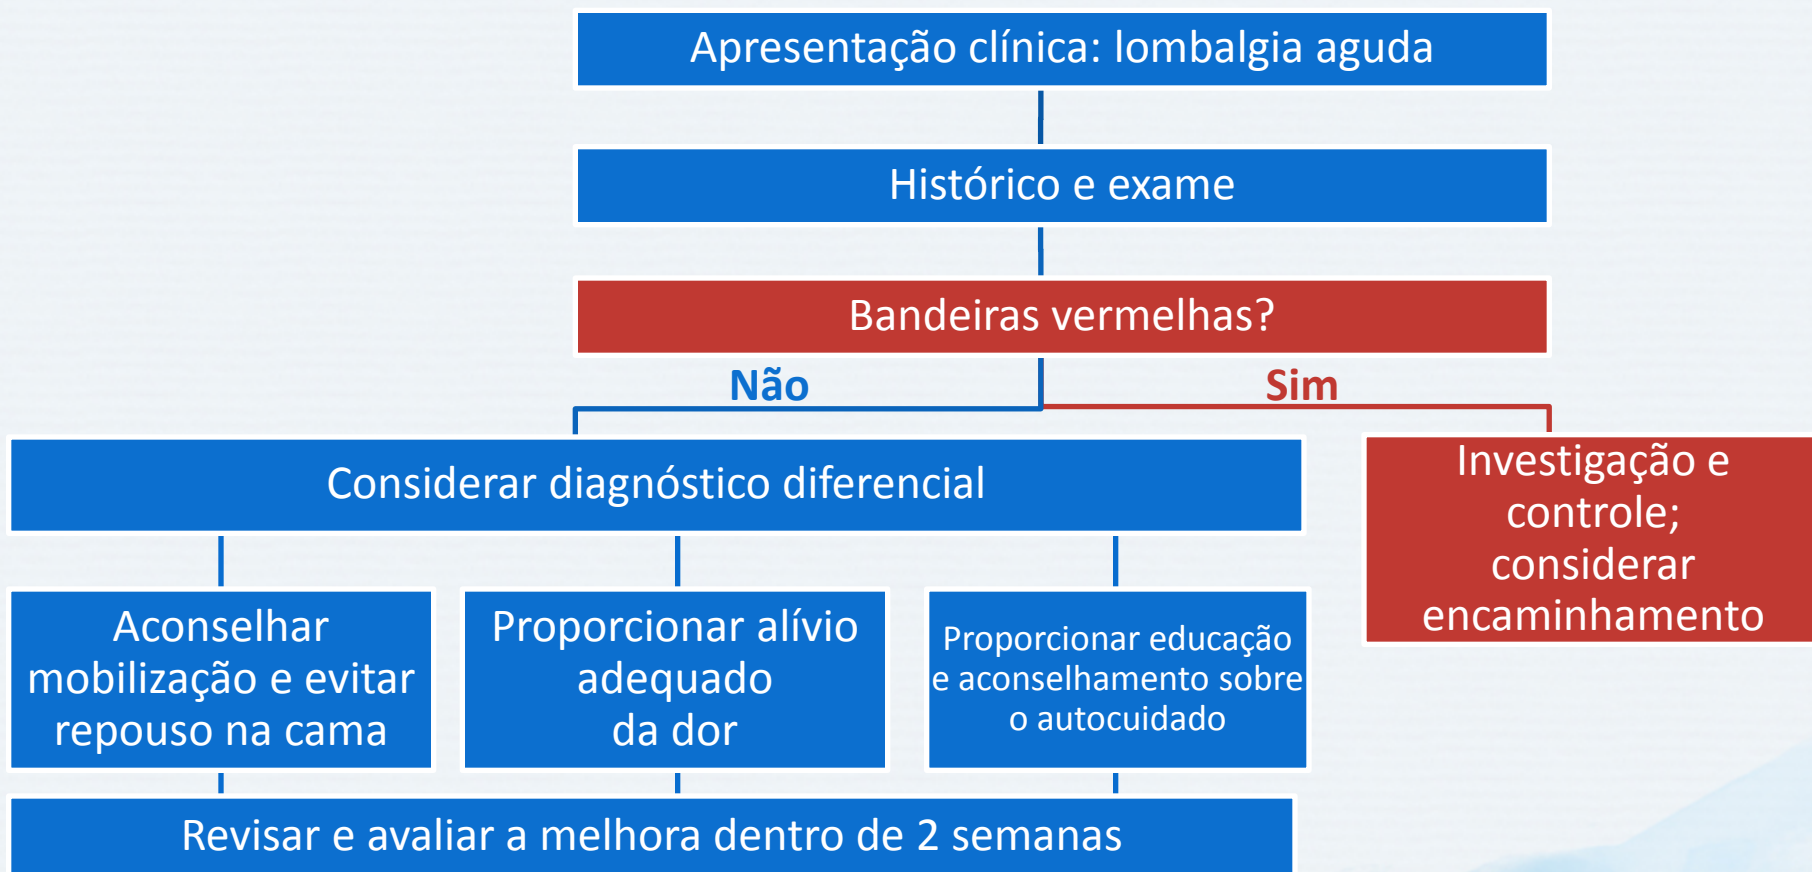 Apresentação clínica: lombalgia aguda
Histórico e exame
Bandeiras vermelhas?
Não
Sim
Considerar diagnóstico diferencial
Investigação e
controle;
considerar
encaminhamento
Aconselhar
mobilização e evitar
repouso na cama
Proporcionar alívio
adequado
da dor
Proporcionar educação
e aconselhamento sobre
o autocuidado
Revisar e avaliar a melhora dentro de 2 semanas